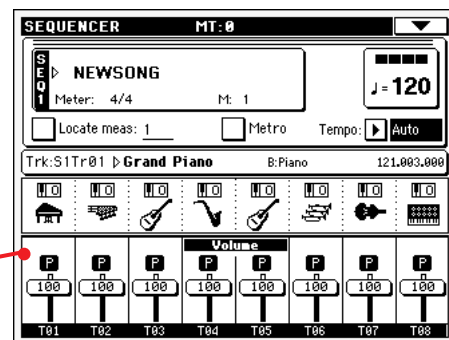 SEQUENCER MT:0
SEQ1
NEWSONG
Meter: 4/4 M: 1
♩=120
Locate meas: 1 Metro Tempo: Auto
Trk:S1Tr01 Grand Piano B:Piano 121.003.000
Volume
P P P P P P P P
100 100 100 100 100 100 100 100
T01 T02 T03 T04 T05 T06 T07 T08